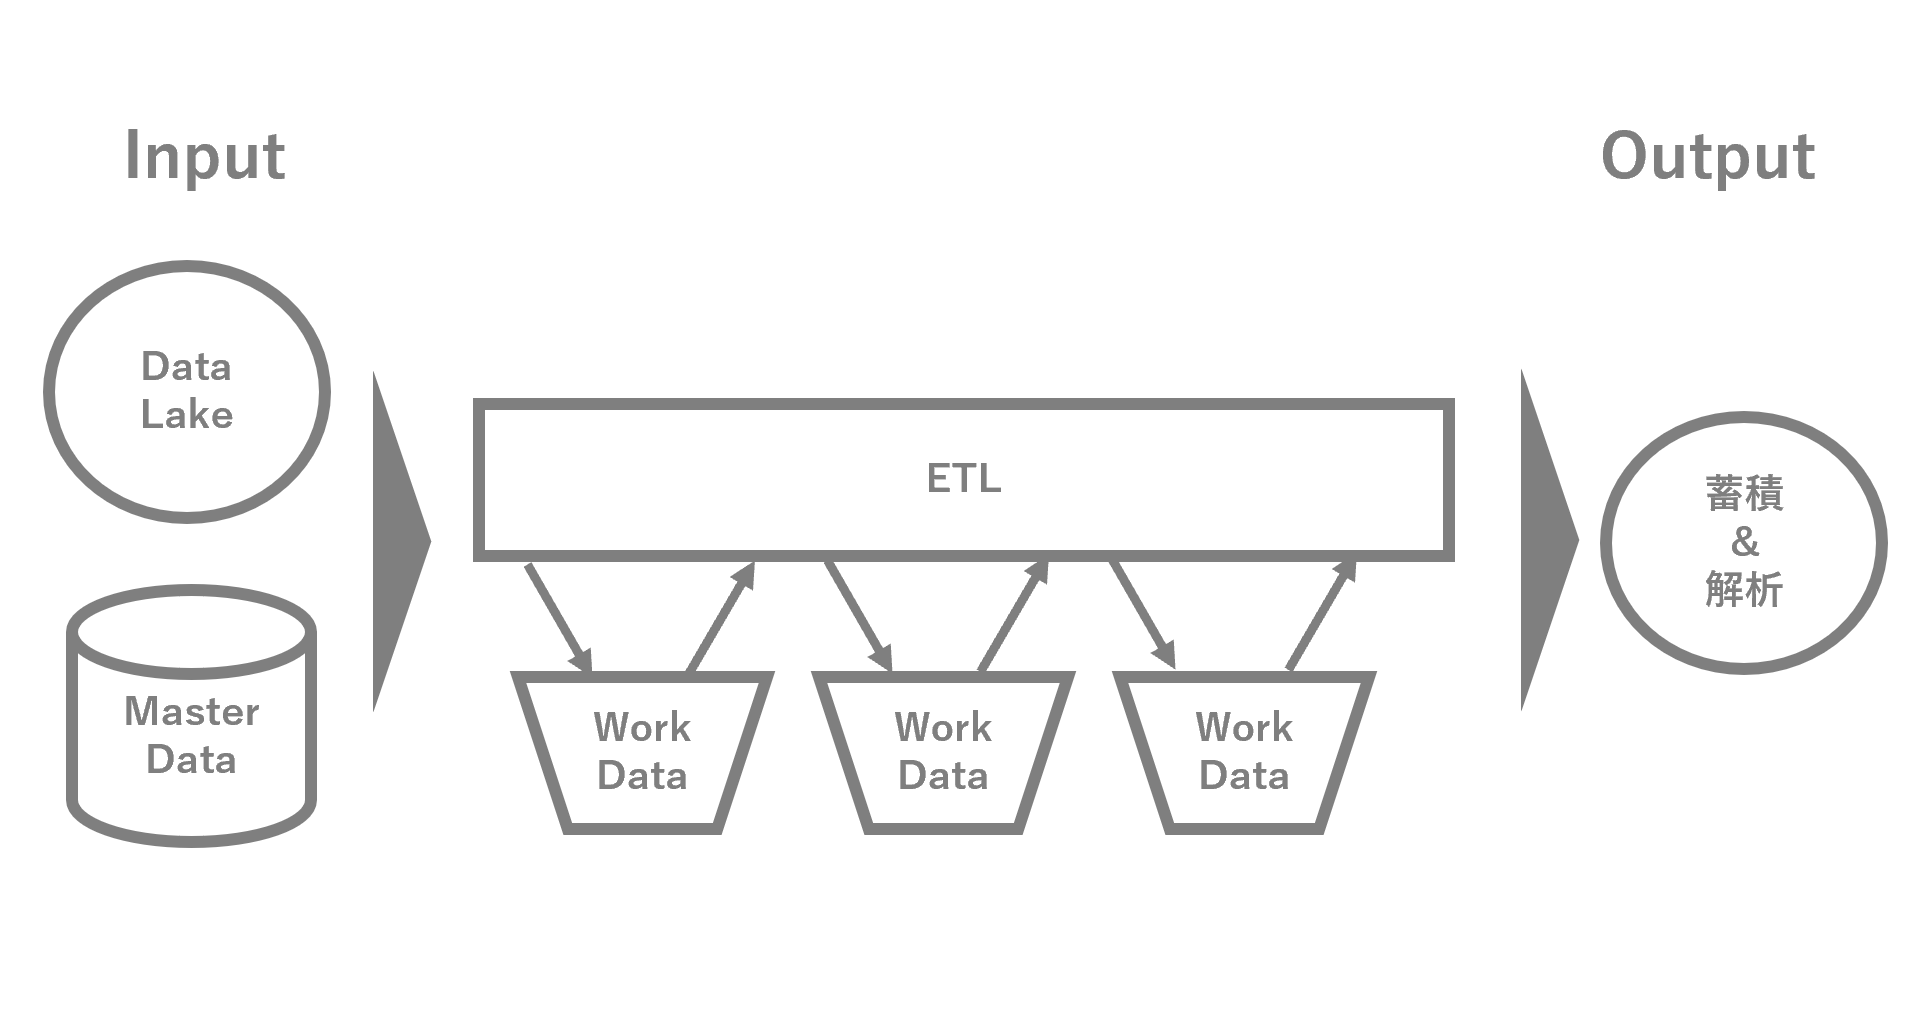 Input
Output
Data
Lake
Master
Data
ETL
Work
Data
Work
Data
Work
Data
蓄積
&
解析